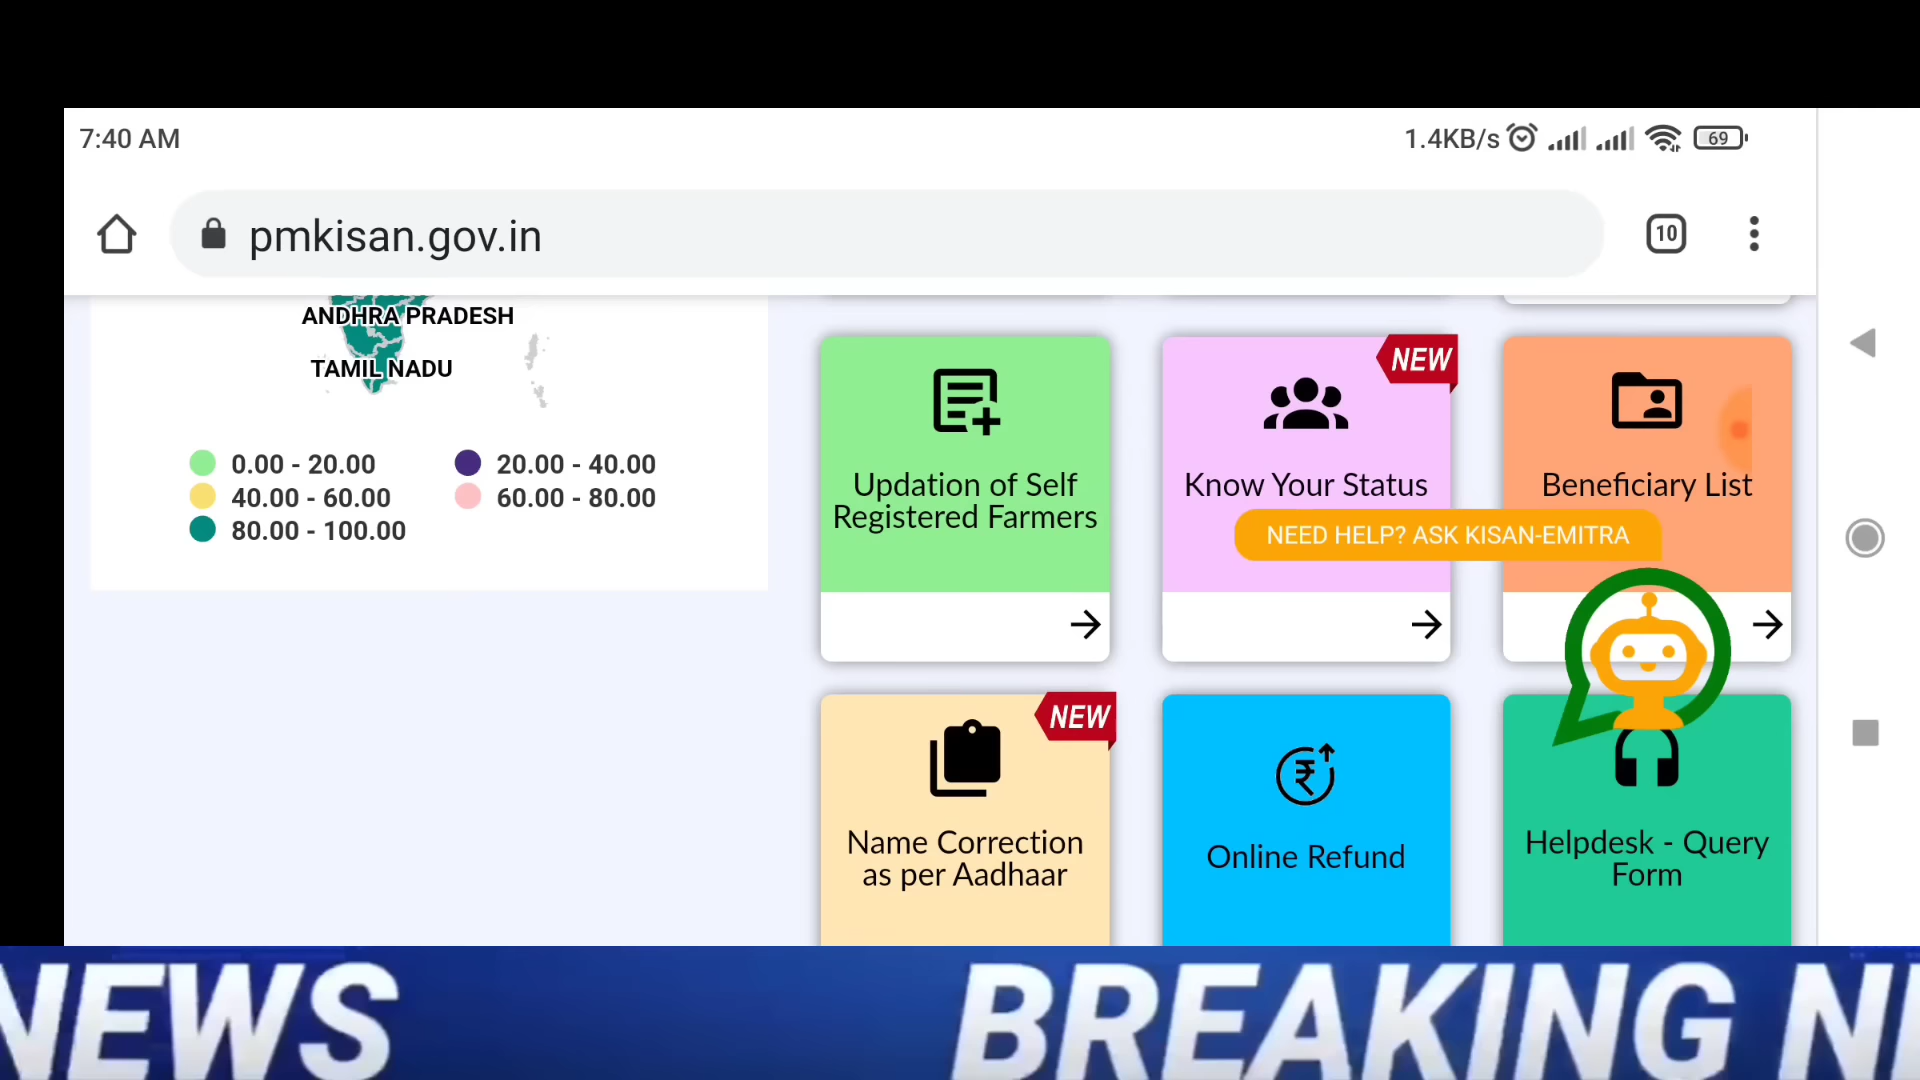 7:40 AM
1.4KB/s
69
pmkisan.gov.in
10
ANDHRA PRADESH
TAMIL NADU
0.00 - 20.00
20.00 - 40.00
40.00 - 60.00
60.00 - 80.00
80.00 - 100.00
Updation of Self
Registered Farmers
NEW
Know Your Status
Beneficiary List
NEED HELP? ASK KISAN-EMITRA
NEW
Name Correction
as per Aadhaar
Online Refund
Helpdesk - Query
Form
NEWS BREAKING NE